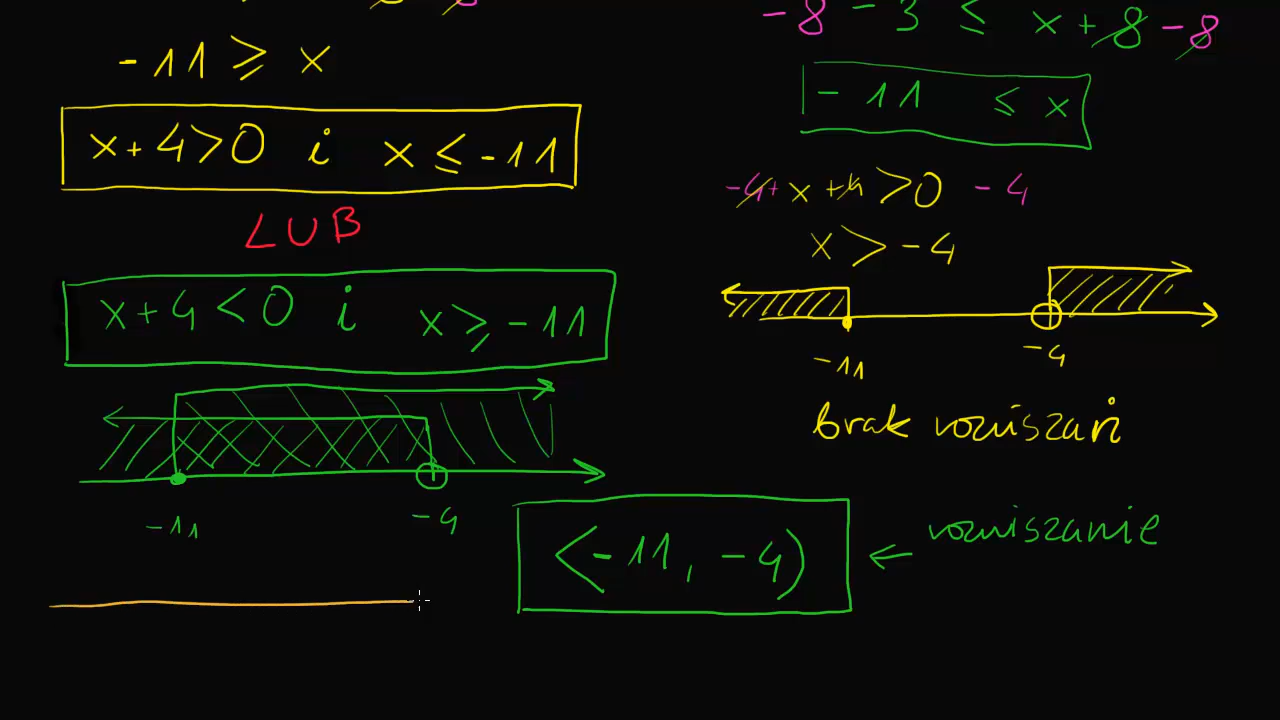 -8 - 3 ≤ x + 8 - 8
-11 ≥ x
-11 ≤ x
x + 4 > 0 i x ≤ -11
-4 + x + 4 > 0 - 4
LUB
x > -4
x + 4 < 0 i x ≥ -11
-11 -4
brak rozwiązań
-11 -4
<-11, -4) ← rozwiązanie